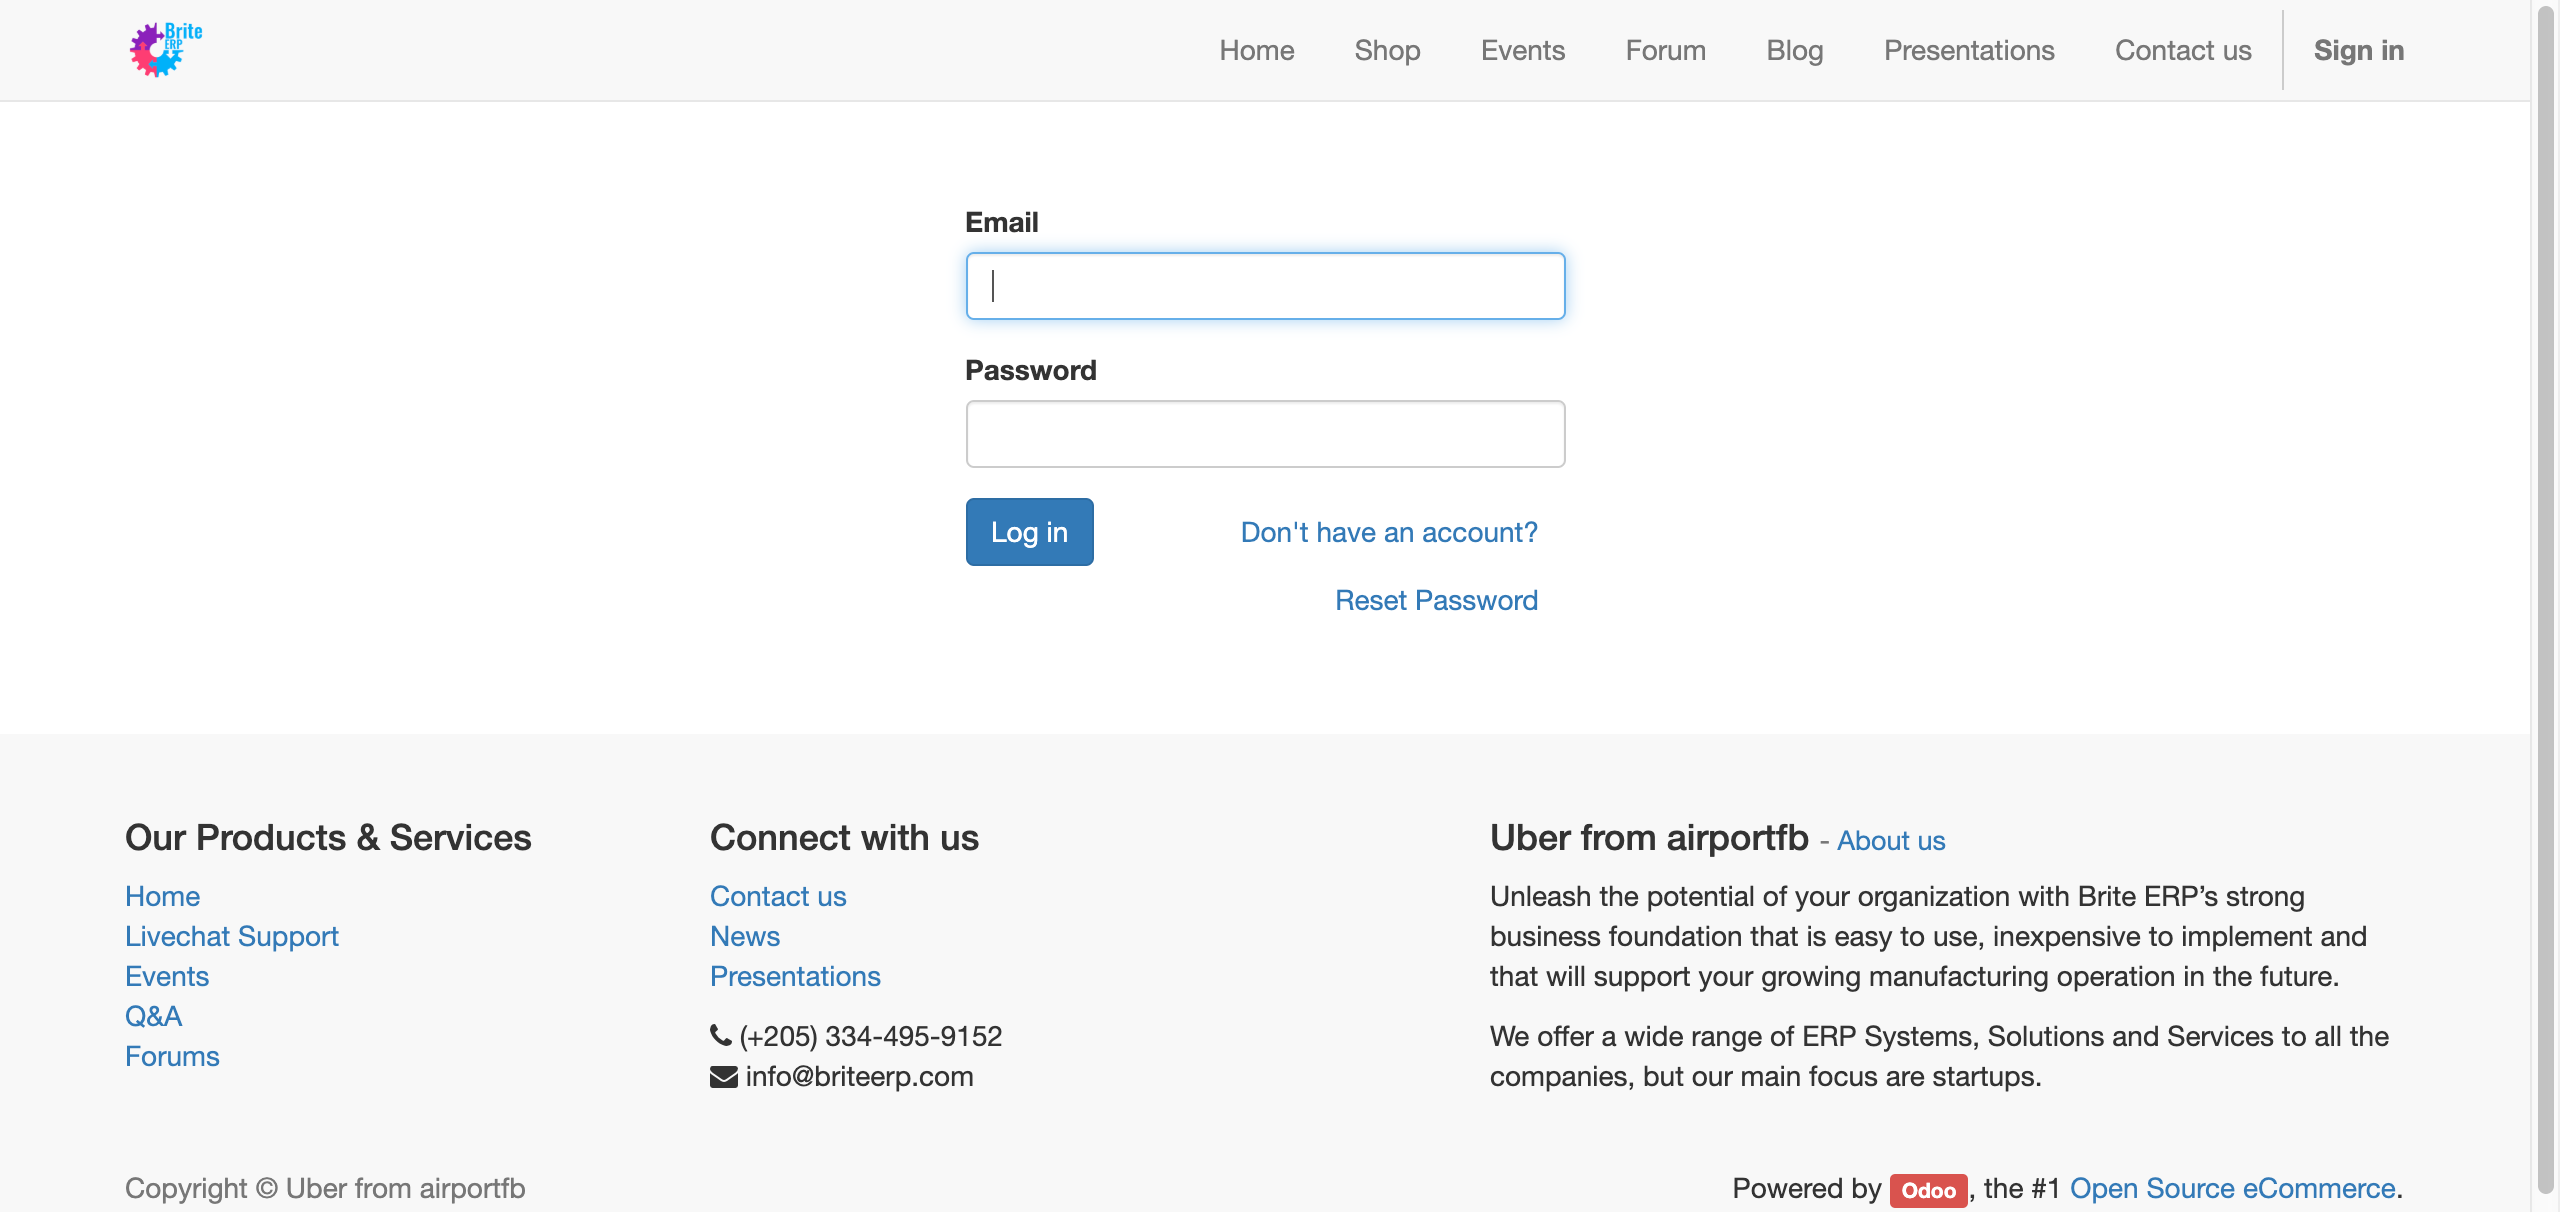 Brite
ERP
Home
Shop
Events
Forum
Blog
Presentations
Contact us
Sign in
Email
Password
Log in
Don't have an account?
Reset Password
Our Products & Services
Home
Livechat Support
Events
Q&A
Forums
Connect with us
Contact us
News
Presentations
(+205) 334-495-9152
info@briteerp.com
Uber from airportfb - About us
Unleash the potential of your organization with Brite ERP’s strong
business foundation that is easy to use, inexpensive to implement and
that will support your growing manufacturing operation in the future.
We offer a wide range of ERP Systems, Solutions and Services to all the
companies, but our main focus are startups.
Copyright © Uber from airportfb
Powered by Odoo, the #1 Open Source eCommerce.